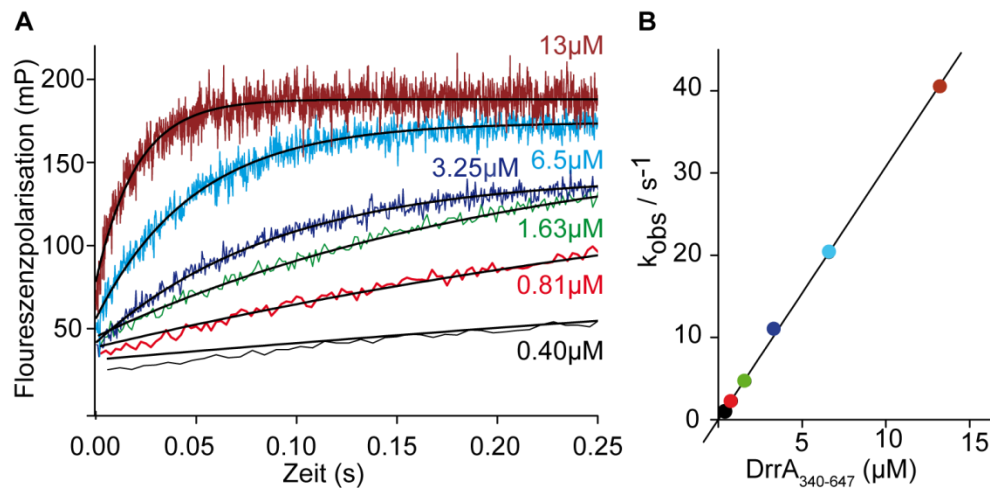 A
Floureszenzpolarisation (mP)
200
150
100
50
13µM
6.5µM
3.25µM
1.63µM
0.81µM
0.40µM
0.00 0.05 0.10 0.15 0.20 0.25
Zeit (s)
B
kobs / s-1
40
30
20
10
0
5 10 15
DrrA340-647 (µM)